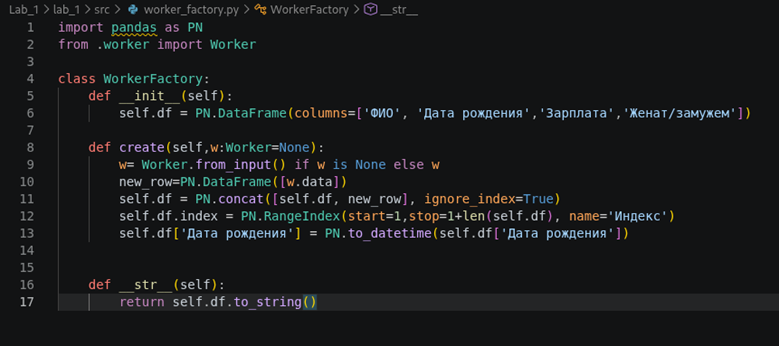 Lab_1 > lab_1 > src > worker_factory.py > WorkerFactory > __str__
1 import pandas as PN
2 from .worker import Worker
3
4 class WorkerFactory:
5     def __init__(self):
6         self.df = PN.DataFrame(columns=['ФИО', 'Дата рождения','Зарплата','Женат/замужем'])
7
8     def create(self,w:Worker=None):
9         w= Worker.from_input() if w is None else w
10         new_row=PN.DataFrame([w.data])
11         self.df = PN.concat([self.df, new_row], ignore_index=True)
12         self.df.index = PN.RangeIndex(start=1,stop=1+len(self.df), name='Индекс')
13         self.df['Дата рождения'] = PN.to_datetime(self.df['Дата рождения'])
14
15
16     def __str__(self):
17         return self.df.to_string()